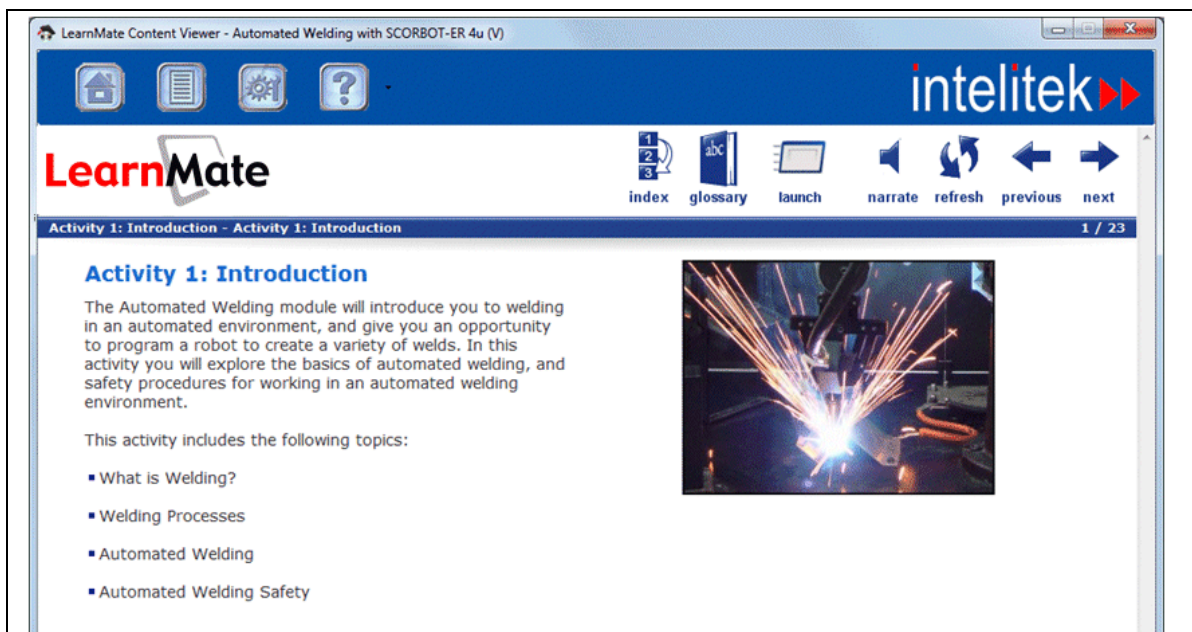 LearnMate Content Viewer - Automated Welding with SCORBOT-ER 4u (V)
?
intelitek
LearnMate
1
2
3
abc
index glossary launch narrate refresh previous next
Activity 1: Introduction - Activity 1: Introduction 1 / 23
Activity 1: Introduction
The Automated Welding module will introduce you to welding
in an automated environment, and give you an opportunity
to program a robot to create a variety of welds. In this
activity you will explore the basics of automated welding, and
safety procedures for working in an automated welding
environment.
This activity includes the following topics:
▪ What is Welding?
▪ Welding Processes
▪ Automated Welding
▪ Automated Welding Safety